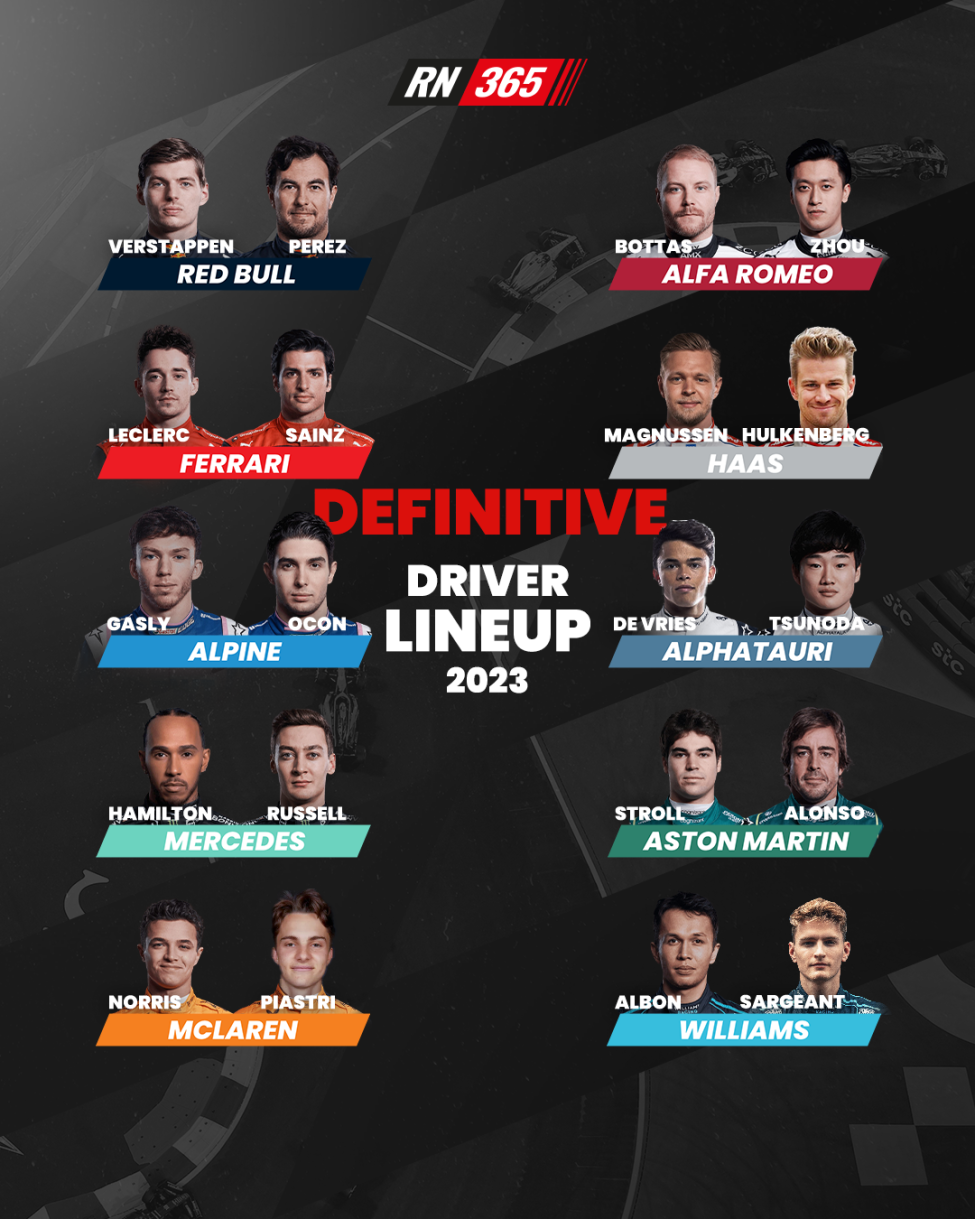 RN 365
VERSTAPPEN PEREZ
RED BULL
BOTTAS ZHOU
ALFA ROMEO
LECLERC SAINZ
FERRARI
MAGNUSSEN HULKENBERG
HAAS
DEFINITIVE
DRIVER
LINEUP
2023
GASLY OCON
ALPINE
DE VRIES TSUNODA
ALPHATAURI
HAMILTON RUSSELL
MERCEDES
STROLL ALONSO
ASTON MARTIN
NORRIS PIASTRI
MCLAREN
ALBON SARGEANT
WILLIAMS
stc
stc